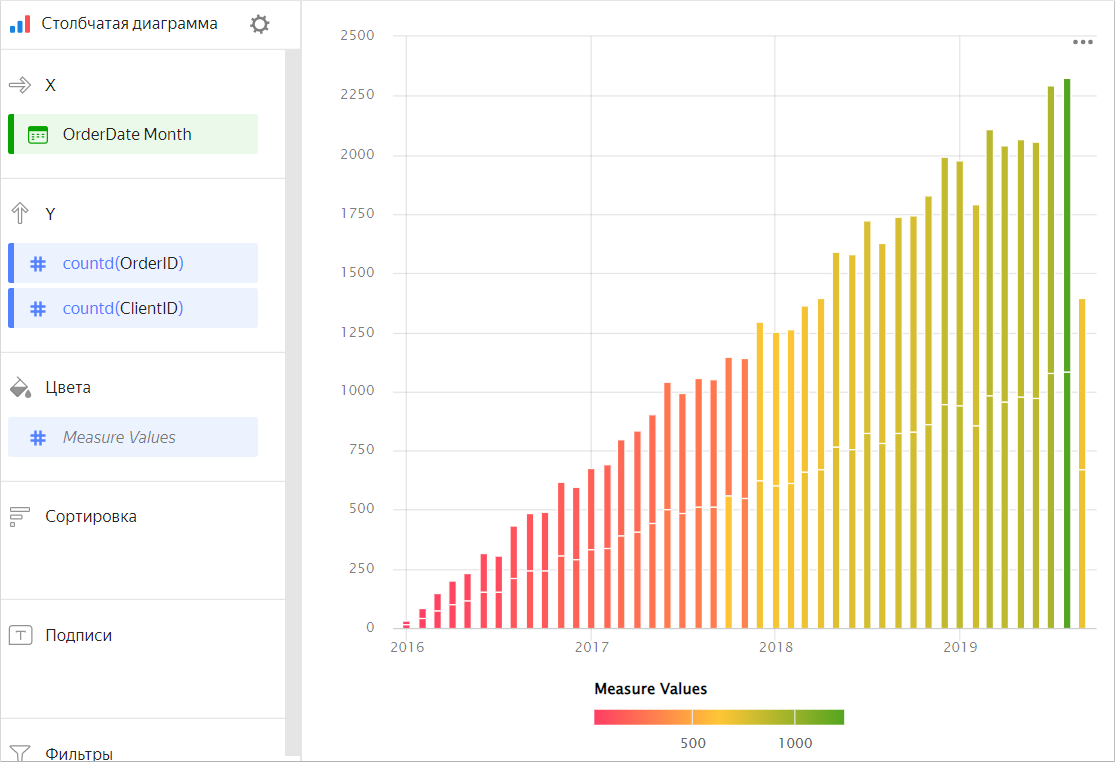 Столбчатая диаграмма
X
OrderDate Month
Y
countd(OrderID)
countd(ClientID)
Цвета
Measure Values
Сортировка
Подписи
Фильтры
2500
2250
2000
1750
1500
1250
1000
750
500
250
0
2016 2017 2018 2019
Measure Values
500 1000